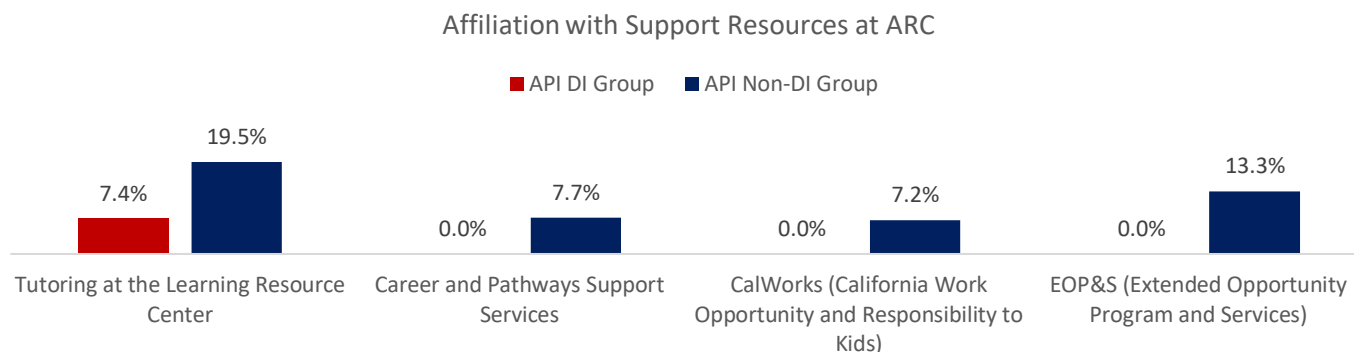 Affiliation with Support Resources at ARC
API DI Group API Non-DI Group
19.5%
13.3%
7.4%
7.7%
7.2%
0.0%
0.0%
0.0%
Tutoring at the Learning Resource
Center
Career and Pathways Support
Services
CalWorks (California Work
Opportunity and Responsibility to
Kids)
EOP&S (Extended Opportunity
Program and Services)